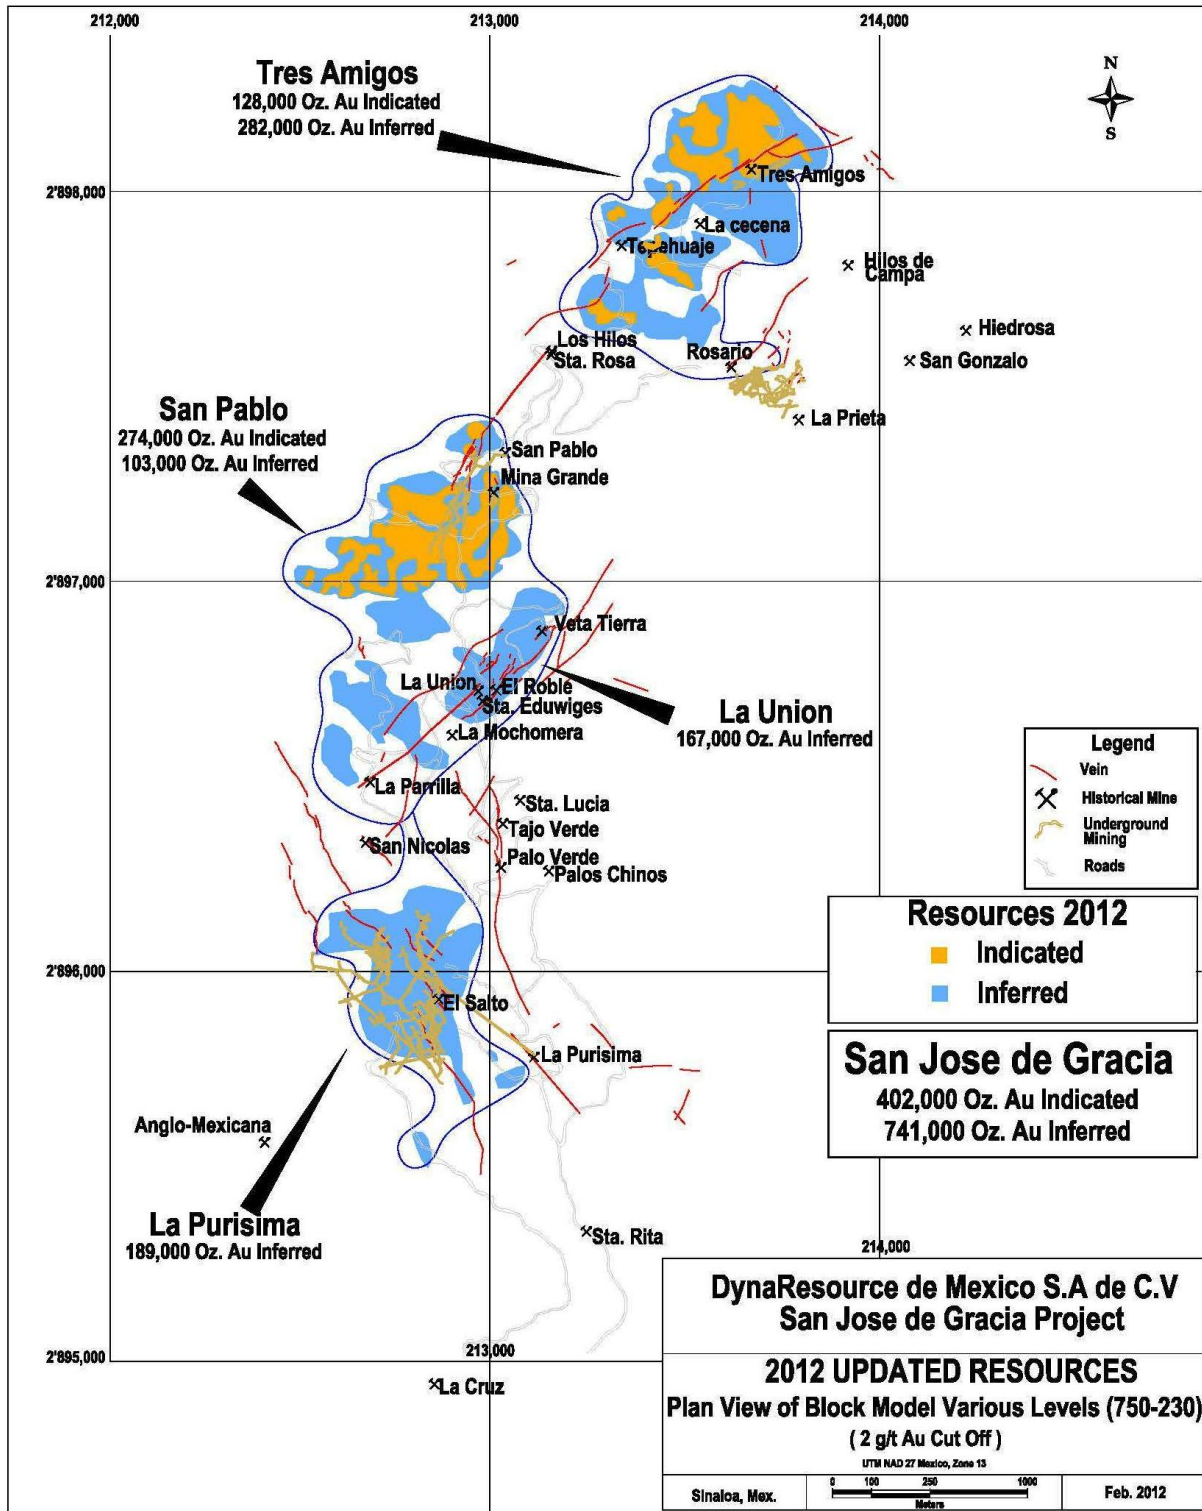 212,000
213,000
214,000
Tres Amigos
128,000 Oz. Au Indicated
282,000 Oz. Au Inferred
N
S
2'898,000
Tres Amigos
La cecena
Tepehuaje
Hilos de
Campa
Hiedrosa
San Gonzalo
Los Hilos
Sta. Rosa
Rosario
La Prieta
San Pablo
274,000 Oz. Au Indicated
103,000 Oz. Au Inferred
San Pablo
Mina Grande
2'897,000
Veta Tierra
La Union
El Roble
Sta. Eduwiges
La Mochomera
La Union
167,000 Oz. Au Inferred
La Parrilla
Sta. Lucia
Tajo Verde
San Nicolas
Palo Verde
Palos Chinos
Legend
Vein
Historical Mine
Underground
Mining
Roads
Resources 2012
Indicated
Inferred
2'896,000
El Salto
La Purisima
San Jose de Gracia
402,000 Oz. Au Indicated
741,000 Oz. Au Inferred
Anglo-Mexicana
La Purisima
189,000 Oz. Au Inferred
Sta. Rita
214,000
2'895,000
213,000
La Cruz
DynaResource de Mexico S.A de C.V
San Jose de Gracia Project
2012 UPDATED RESOURCES
Plan View of Block Model Various Levels (750-230)
( 2 g/t Au Cut Off )
UTM NAD 27 Mexico, Zone 13
Sinaloa, Mex.
0 100 250 1000
Meters
Feb. 2012